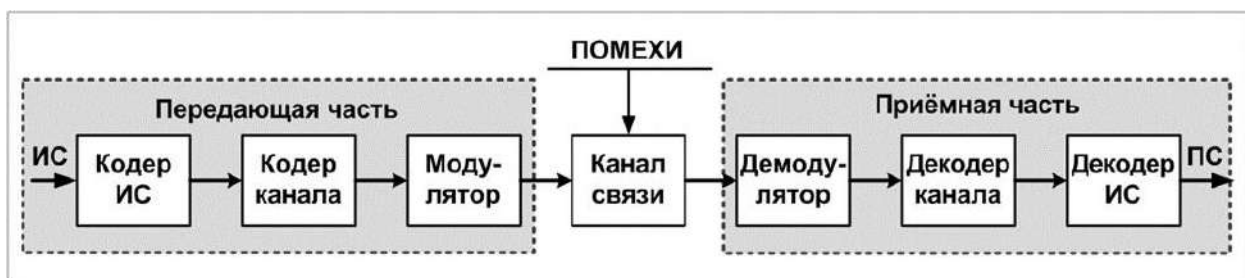 ПОМЕХИ
Передающая часть
Приёмная часть
ИС
Кодер
ИС
Кодер
канала
Моду-
лятор
Канал
связи
Демоду-
лятор
Декодер
канала
Декодер
ИС
ПС